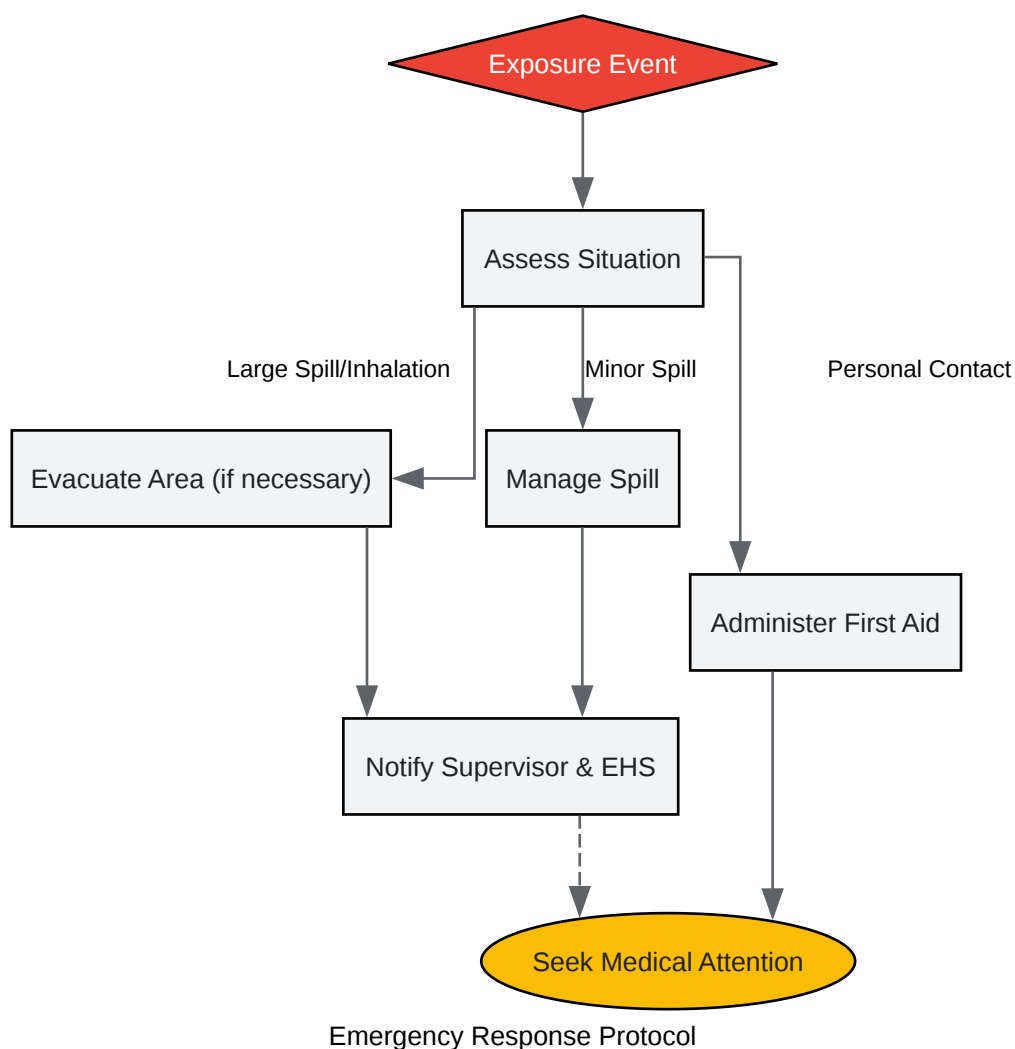 Exposure Event
Assess Situation
Large Spill/Inhalation
Minor Spill
Personal Contact
Evacuate Area (if necessary)
Manage Spill
Administer First Aid
Notify Supervisor & EHS
Seek Medical Attention
Emergency Response Protocol